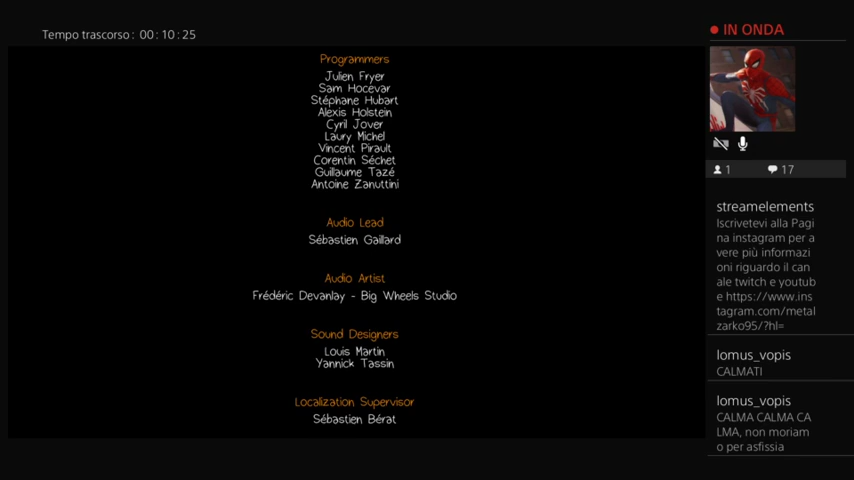 Tempo trascorso: 00:10:25
Programmers
Julien Fryer
Sam Hocevar
Stéphane Hubart
Alexis Holstein
Cyril Jover
Laury Michel
Vincent Pirault
Corentin Séchet
Guillaume Tazé
Antoine Zanuttini
Audio Lead
Sébastien Gaillard
Audio Artist
Frédéric Devanlay - Big Wheels Studio
Sound Designers
Louis Martin
Yannick Tassin
Localization Supervisor
Sébastien Bérat
IN ONDA
1
17
streamelements
Iscrivetevi alla Pagi
na instagram per a
vere più informazi
oni riguardo il can
ale twitch e youtub
e https://www.ins
tagram.com/metal
zarko95/?hl=
lomus_vopis
CALMATI
lomus_vopis
CALMA CALMA CA
LMA, non moriam
o per asfissia